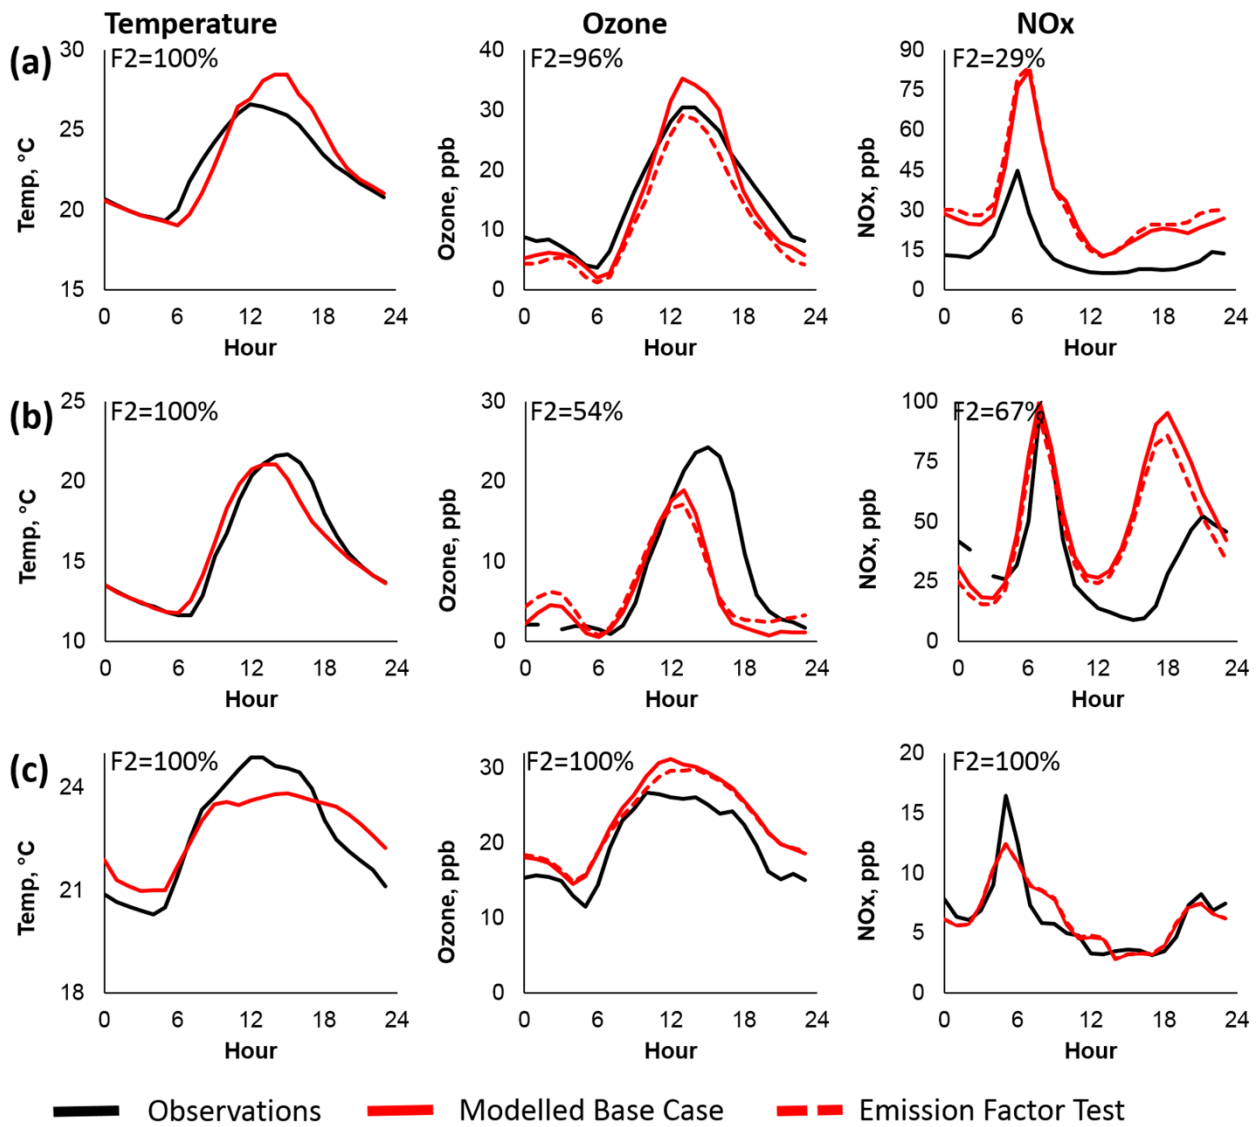 Temperature Ozone NOx
(a)
F2=100% F2=96% F2=29%
Temp, °C
30
25
20
15
0 6 12 18 24
Hour
Ozone, ppb
40
30
20
10
0
0 6 12 18 24
Hour
NOx, ppb
90
75
60
45
30
15
0
0 6 12 18 24
Hour
(b)
F2=100% F2=54% F2=67%
Temp, °C
25
20
15
10
0 6 12 18 24
Hour
Ozone, ppb
30
20
10
0
0 6 12 18 24
Hour
NOx, ppb
100
75
50
25
0
0 6 12 18 24
Hour
(c)
F2=100% F2=100% F2=100%
Temp, °C
24
21
18
0 6 12 18 24
Hour
Ozone, ppb
30
20
10
0
0 6 12 18 24
Hour
NOx, ppb
20
15
10
5
0
0 6 12 18 24
Hour
Observations Modelled Base Case Emission Factor Test